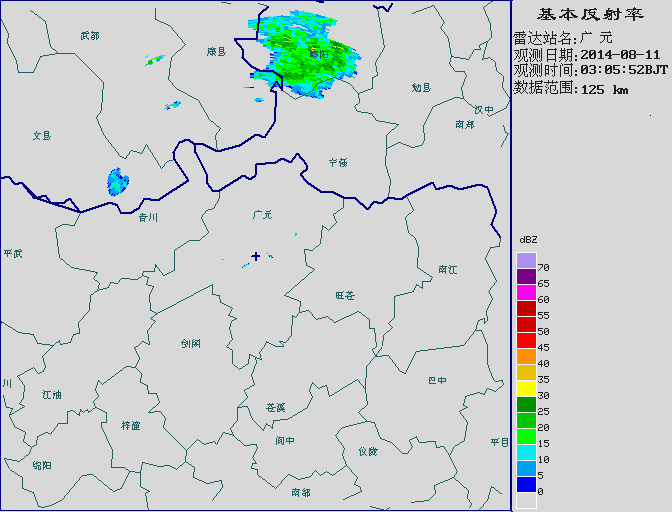 基本反射率
雷达站名:广 元
观测日期:2014-08-11
观测时间:03:05:52BJT
数据范围:125 km
武都
康县
略阳
勉县
汉中
南郑
文县
宁强
青川
广元
平武
南江
旺苍
剑阁
川
江油
巴中
苍溪
梓潼
阆中
仪陇
平昌
绵阳
南部
dBZ
70
65
60
55
50
45
40
35
30
25
20
15
10
5
0